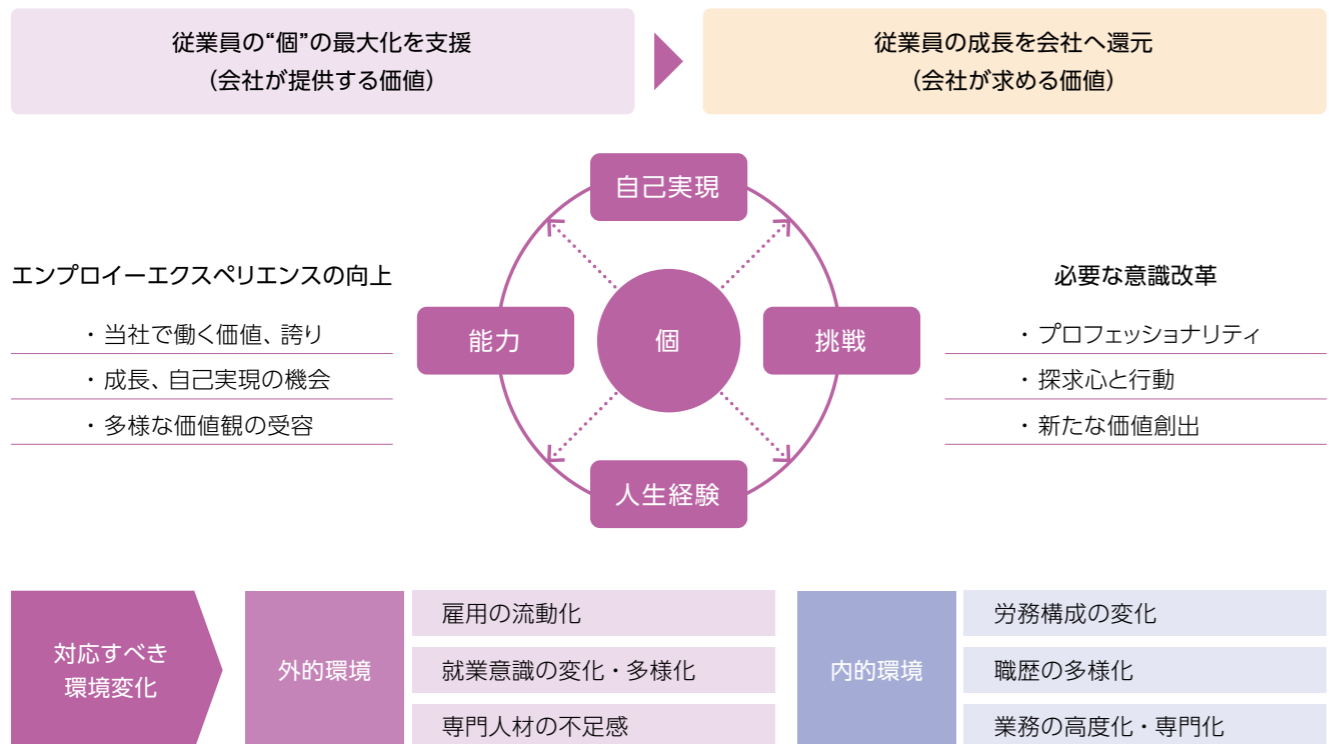 従業員の“個”の最大化を支援
（会社が提供する価値）
従業員の成長を会社へ還元
（会社が求める価値）
エンプロイーエクスペリエンスの向上
・当社で働く価値、誇り
・成長、自己実現の機会
・多様な価値観の受容
自己実現
能力
個
挑戦
人生経験
必要な意識改革
・プロフェッショナリティ
・探求心と行動
・新たな価値創出
対応すべき
環境変化
外的環境
雇用の流動化
就業意識の変化・多様化
専門人材の不足感
内的環境
労務構成の変化
職歴の多様化
業務の高度化・専門化